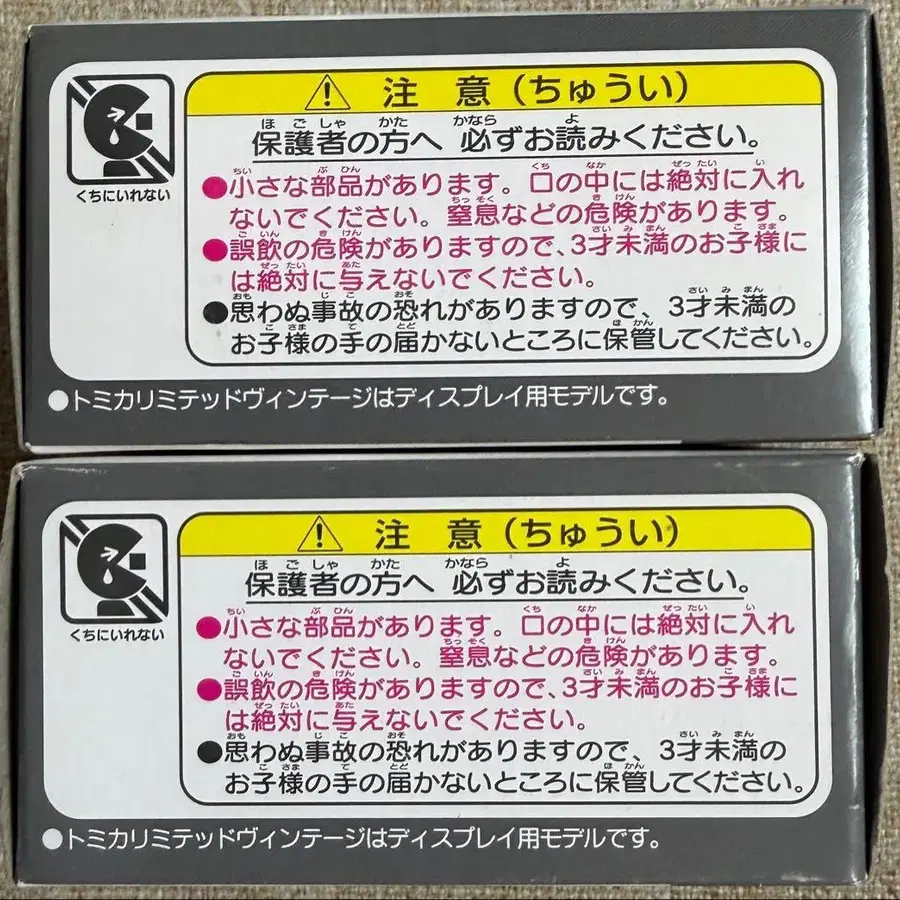 注 意(ちゅうい)
保護者の方へ 必ずお読みください。
くちにいれない
●小さな部品があります。口の中には絶対に入れ
ないでください。窒息などの危険があります。
●誤飲の危険がありますので、3才未満のお子様に
は絶対に与えないでください。
●思わぬ事故の恐れがありますので、3才未満の
お子様の手の届かないところに保管してください。
●トミカリミテッドヴィンテージはディスプレイ用モデルです。
注 意(ちゅうい)
保護者の方へ 必ずお読みください。
くちにいれない
●小さな部品があります。口の中には絶対に入れ
ないでください。窒息などの危険があります。
●誤飲の危険がありますので、3才未満のお子様に
は絶対に与えないでください。
●思わぬ事故の恐れがありますので、3才未満の
お子様の手の届かないところに保管してください。
●トミカリミテッドヴィンテージはディスプレイ用モデルです。